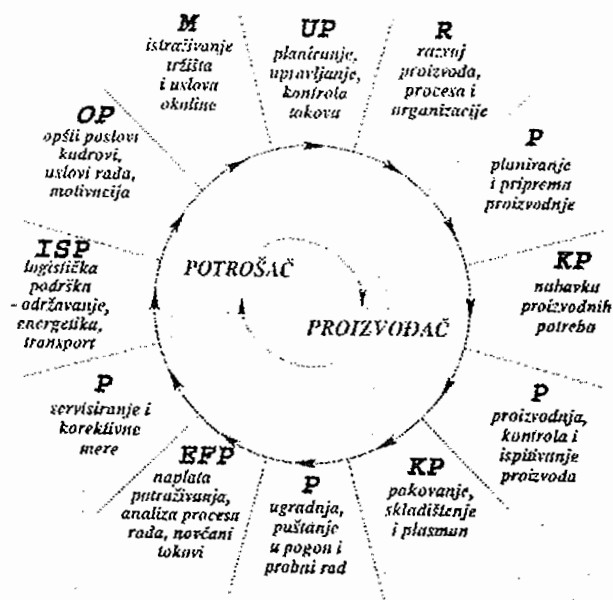 M
istraživanje
tržišta
i uslova
okoline
UP
planiranje,
upravljanje,
kontrola
tokova
R
razvoj
proizvoda,
procesa i
organizacije
P
planiranje
i priprema
proizvodnje
KP
nabavka
proizvodnih
potreba
P
proizvodnja,
kontrola i
ispitivanje
proizvoda
KP
pakovanje,
skladištenje
i plasman
P
ugradnja,
puštanje
u pogon i
probni rad
EFP
naplata
potraživanja,
analiza procesa
rada, novčani
tokovi
P
servisiranje i
korektivne
mere
ISP
logistička
podrška
- održavanje,
energetika,
transport
OP
opšti poslovi
kadrovi,
uslovi rada,
motivacija
POTROŠAČ
PROIZVOĐAČ